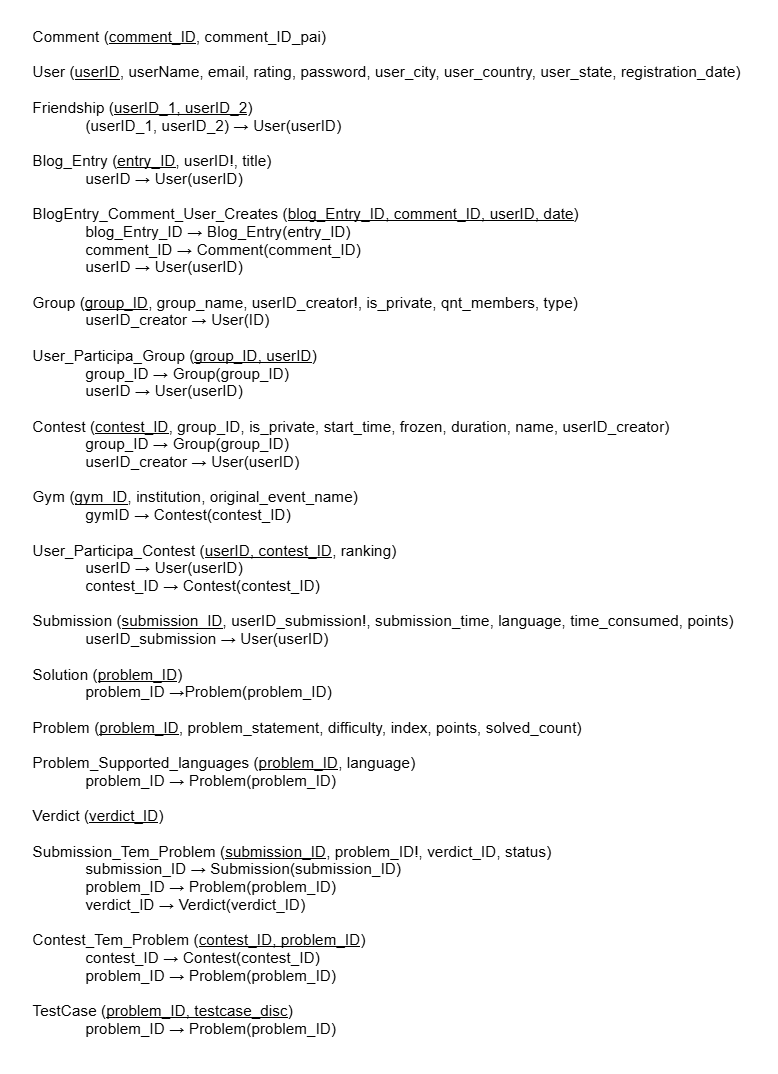 Comment (comment_ID, comment_ID_pai)
User (userID, userName, email, rating, password, user_city, user_country, user_state, registration_date)
Friendship (userID_1, userID_2)
(userID_1, userID_2) → User(userID)
Blog_Entry (entry_ID, userID!, title)
userID → User(userID)
BlogEntry_Comment_User_Creates (blog_Entry_ID, comment_ID, userID, date)
blog_Entry_ID → Blog_Entry(entry_ID)
comment_ID → Comment(comment_ID)
userID → User(userID)
Group (group_ID, group_name, userID_creator!, is_private, qnt_members, type)
userID_creator → User(ID)
User_Participa_Group (group_ID, userID)
group_ID → Group(group_ID)
userID → User(userID)
Contest (contest_ID, group_ID, is_private, start_time, frozen, duration, name, userID_creator)
group_ID → Group(group_ID)
userID_creator → User(userID)
Gym (gym_ID, institution, original_event_name)
gymID → Contest(contest_ID)
User_Participa_Contest (userID, contest_ID, ranking)
userID → User(userID)
contest_ID → Contest(contest_ID)
Submission (submission_ID, userID_submission!, submission_time, language, time_consumed, points)
userID_submission → User(userID)
Solution (problem_ID)
problem_ID →Problem(problem_ID)
Problem (problem_ID, problem_statement, difficulty, index, points, solved_count)
Problem_Supported_languages (problem_ID, language)
problem_ID → Problem(problem_ID)
Verdict (verdict_ID)
Submission_Tem_Problem (submission_ID, problem_ID!, verdict_ID, status)
submission_ID → Submission(submission_ID)
problem_ID → Problem(problem_ID)
verdict_ID → Verdict(verdict_ID)
Contest_Tem_Problem (contest_ID, problem_ID)
contest_ID → Contest(contest_ID)
problem_ID → Problem(problem_ID)
TestCase (problem_ID, testcase_disc)
problem_ID → Problem(problem_ID)